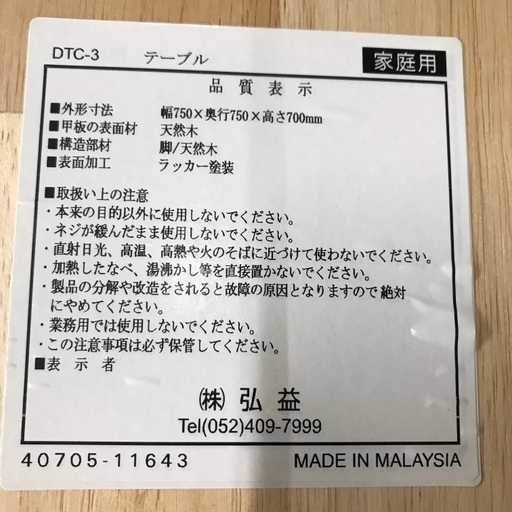 DTC-3 テーブル 家庭用
品質表示
■外形寸法 幅750×奥行750×高さ700mm
■甲板の表面材 天然木
■構造部材 脚/天然木
■表面加工 ラッカー塗装
■取扱い上の注意
・本来の目的以外に使用しないでください。
・ネジが緩んだまま使用しないでください。
・直射日光、高温、高熱や火のそばに近づけて使わないでください。
・加熱したなべ、湯沸かし等を直接置かないでください。
・製品の分解や改造をされると故障の原因となりますので絶対
にやめてください。
・業務用では使用しないでください。
・この注意事項は必ず保管してください。
■表示者
㈱ 弘益
Tel(052)409-7999
40705-11643 MADE IN MALAYSIA